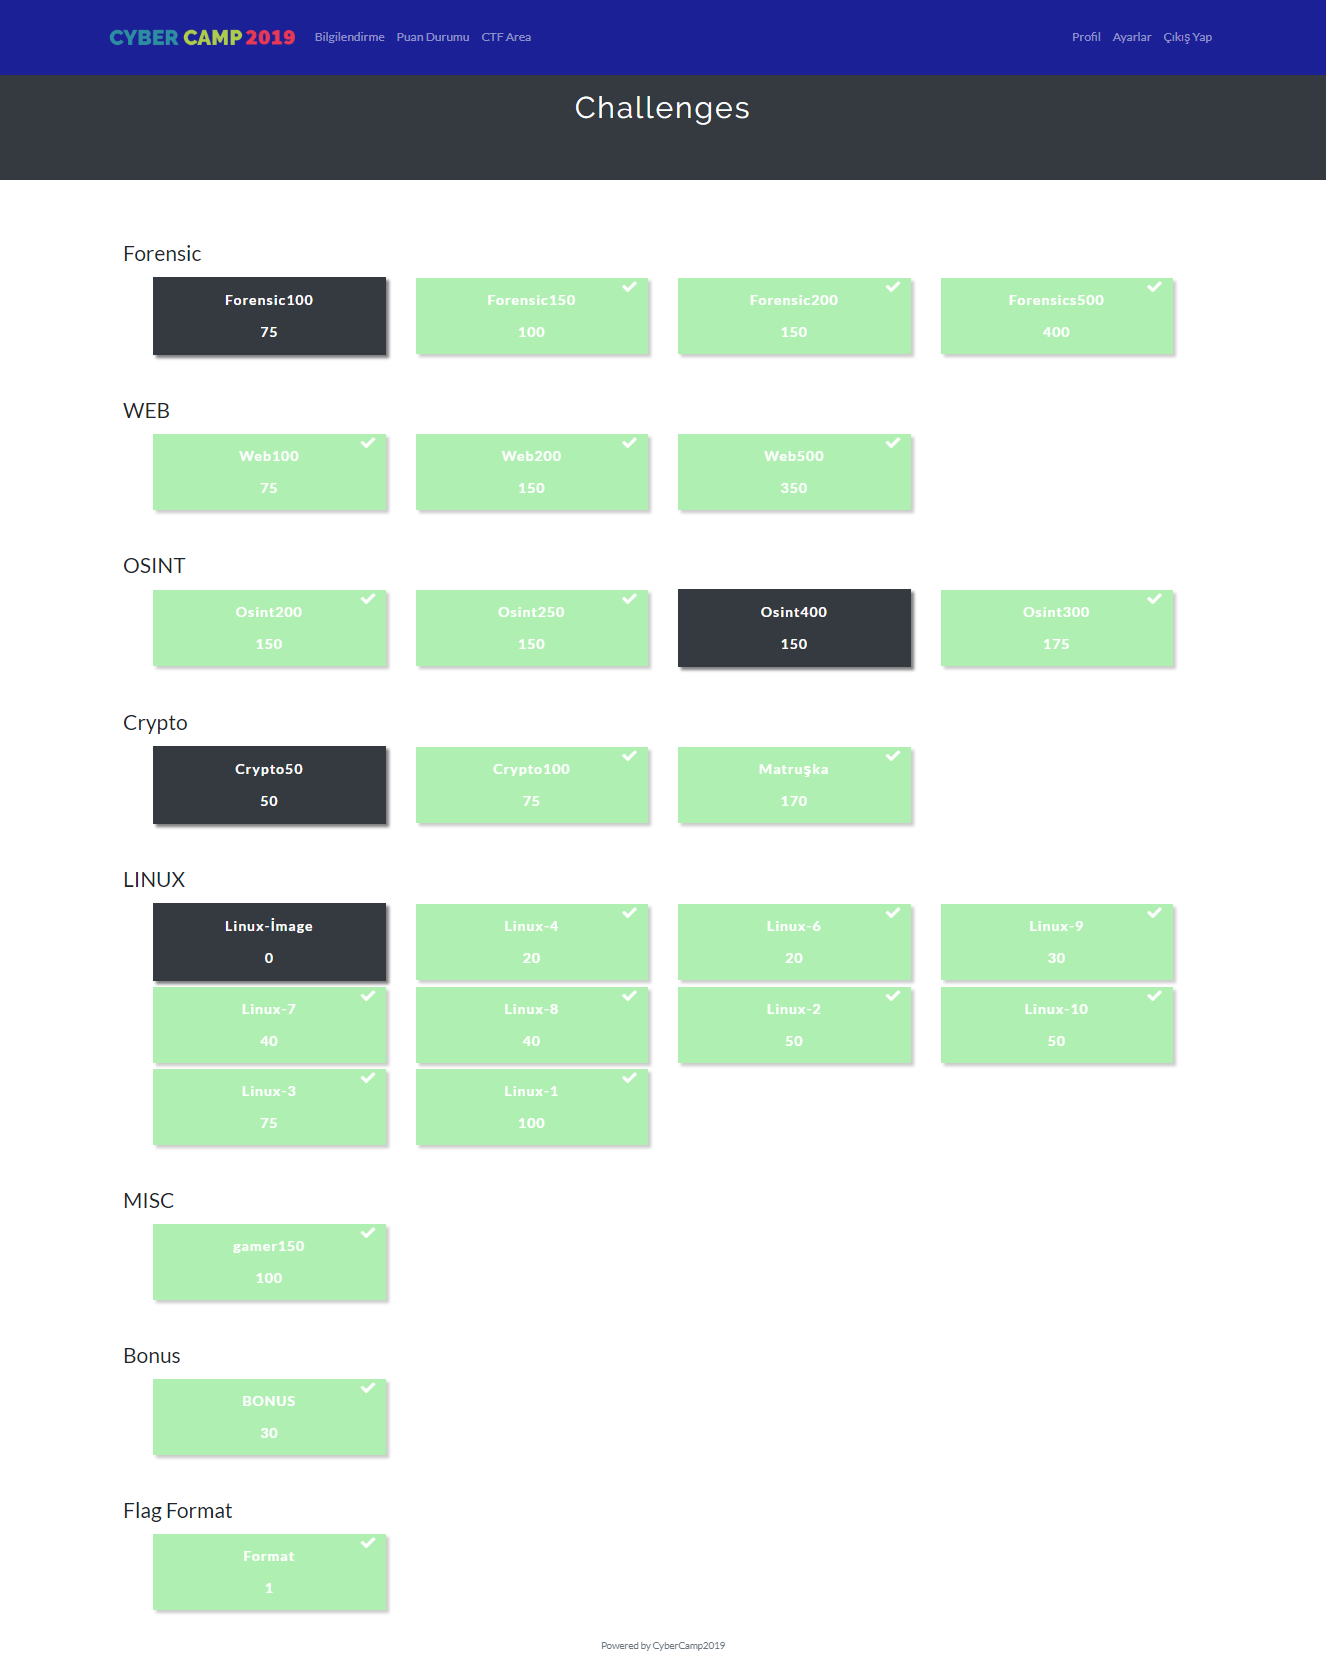 CYBER CAMP 2019 Bilgilendirme Puan Durumu CTF Area Profil Ayarlar Çıkış Yap
Challenges
Forensic
Forensic100 Forensic150 Forensic200 Forensics500
75 100 150 400
WEB
Web100 Web200 Web500
75 150 350
OSINT
Osint200 Osint250 Osint400 Osint300
150 150 150 175
Crypto
Crypto50 Crypto100 Matruşka
50 75 170
LINUX
Linux-İmage Linux-4 Linux-6 Linux-9
0 20 20 30
Linux-7 Linux-8 Linux-2 Linux-10
40 40 50 50
Linux-3 Linux-1
75 100
MISC
gamer150
100
Bonus
BONUS
30
Flag Format
Format
1
Powered by CyberCamp2019